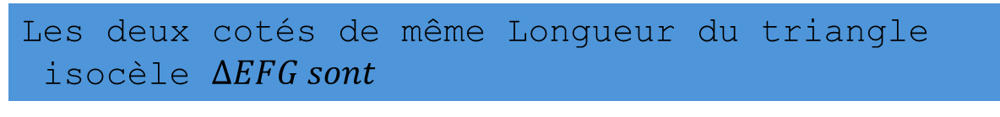 Les deux cotés de même Longueur du triangle
isocèle ΔEFG sont